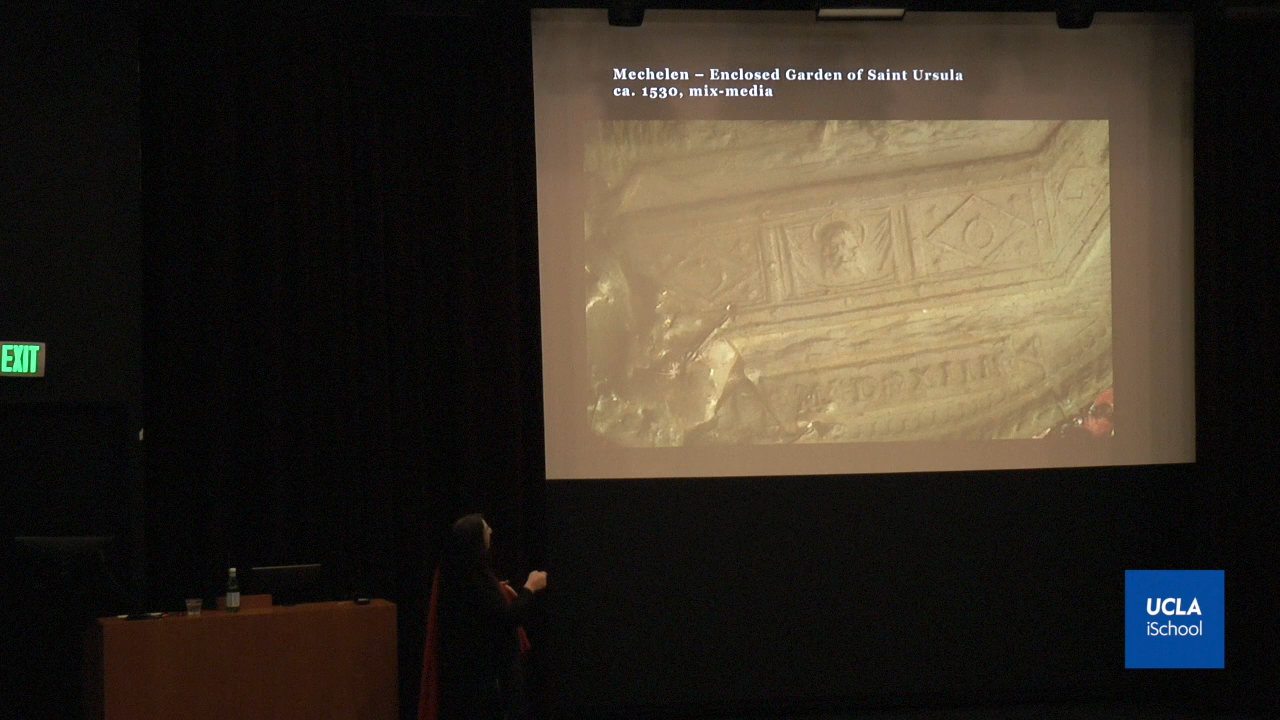 Mechelen – Enclosed Garden of Saint Ursula
ca. 1530, mix-media
EXIT
UCLA
iSchool